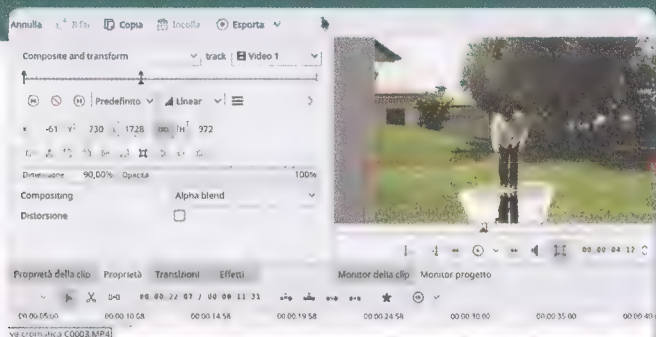 Annulla Rifai Copia Incolla Esporta
Composite and transform track Video 1
Predefinito Linear
x -61 Y 730 1728 H 972
Dimensione 90,00% Opacità 100%
Compositing Alpha blend
Distorsione
00:00:04:12
Proprietà della clip Proprietà Transizioni Effetti Monitor della clip Monitor progetto
00:00:22:07 / 00:00:11:31
00:00:05:00 00:00:10:08 00:00:14:58 00:00:19:58 00:00:24:58 00:00:30:00 00:00:35:00
ve cromatica C0003.MP4